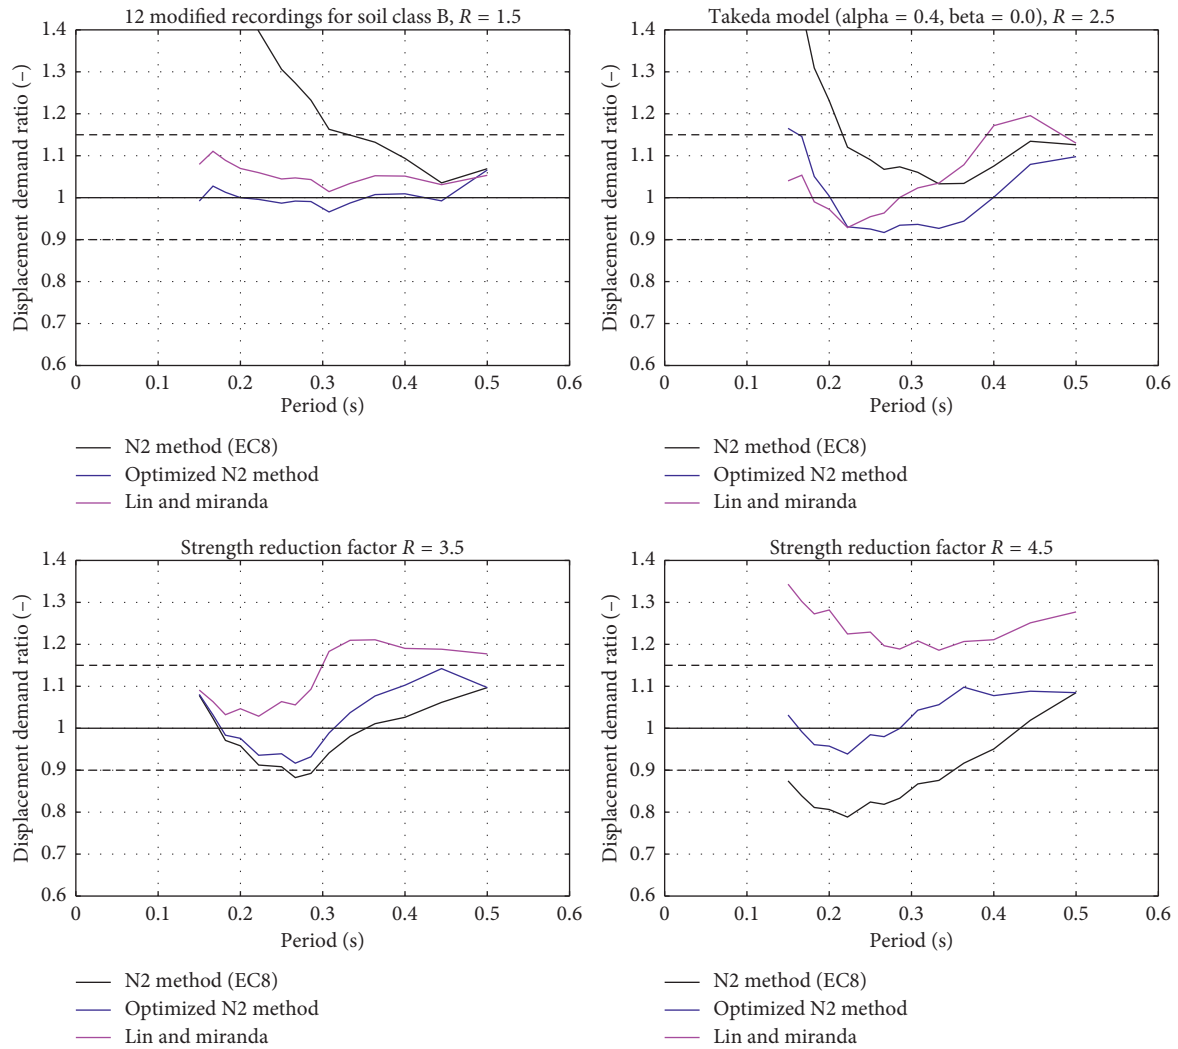 12 modified recordings for soil class B, R = 1.5
1.4
1.3
1.2
1.1
1
0.9
0.8
0.7
0.6
Displacement demand ratio (–)
0 0.1 0.2 0.3 0.4 0.5 0.6
Period (s)
N2 method (EC8)
Optimized N2 method
Lin and miranda
Takeda model (alpha = 0.4, beta = 0.0), R = 2.5
1.4
1.3
1.2
1.1
1
0.9
0.8
0.7
0.6
Displacement demand ratio (–)
0 0.1 0.2 0.3 0.4 0.5 0.6
Period (s)
N2 method (EC8)
Optimized N2 method
Lin and miranda
Strength reduction factor R = 3.5
1.4
1.3
1.2
1.1
1
0.9
0.8
0.7
0.6
Displacement demand ratio (–)
0 0.1 0.2 0.3 0.4 0.5 0.6
Period (s)
N2 method (EC8)
Optimized N2 method
Lin and miranda
Strength reduction factor R = 4.5
1.4
1.3
1.2
1.1
1
0.9
0.8
0.7
0.6
Displacement demand ratio (–)
0 0.1 0.2 0.3 0.4 0.5 0.6
Period (s)
N2 method (EC8)
Optimized N2 method
Lin and miranda